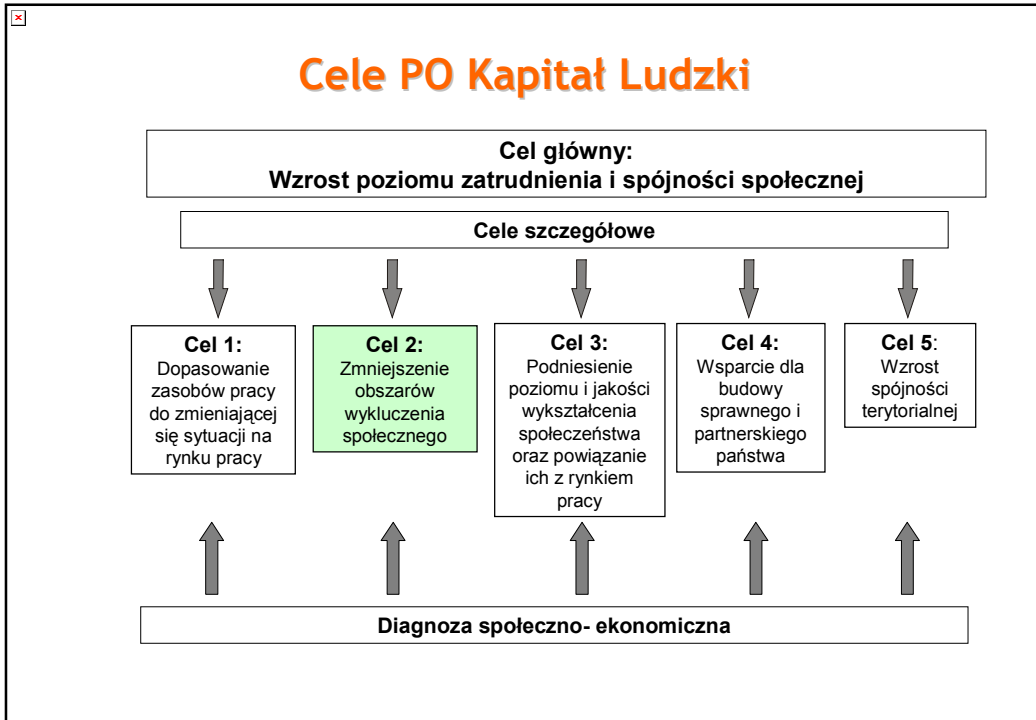 Cele PO Kapitał Ludzki
Cel główny:
Wzrost poziomu zatrudnienia i spójności społecznej
Cele szczegółowe
Cel 1:
Dopasowanie
zasobów pracy
do zmieniającej
się sytuacji na
rynku pracy
Cel 2:
Zmniejszenie
obszarów
wykluczenia
społecznego
Cel 3:
Podniesienie
poziomu i jakości
wykształcenia
społeczeństwa
oraz powiązanie
ich z rynkiem
pracy
Cel 4:
Wsparcie dla
budowy
sprawnego i
partnerskiego
państwa
Cel 5:
Wzrost
spójności
terytorialnej
Diagnoza społeczno- ekonomiczna